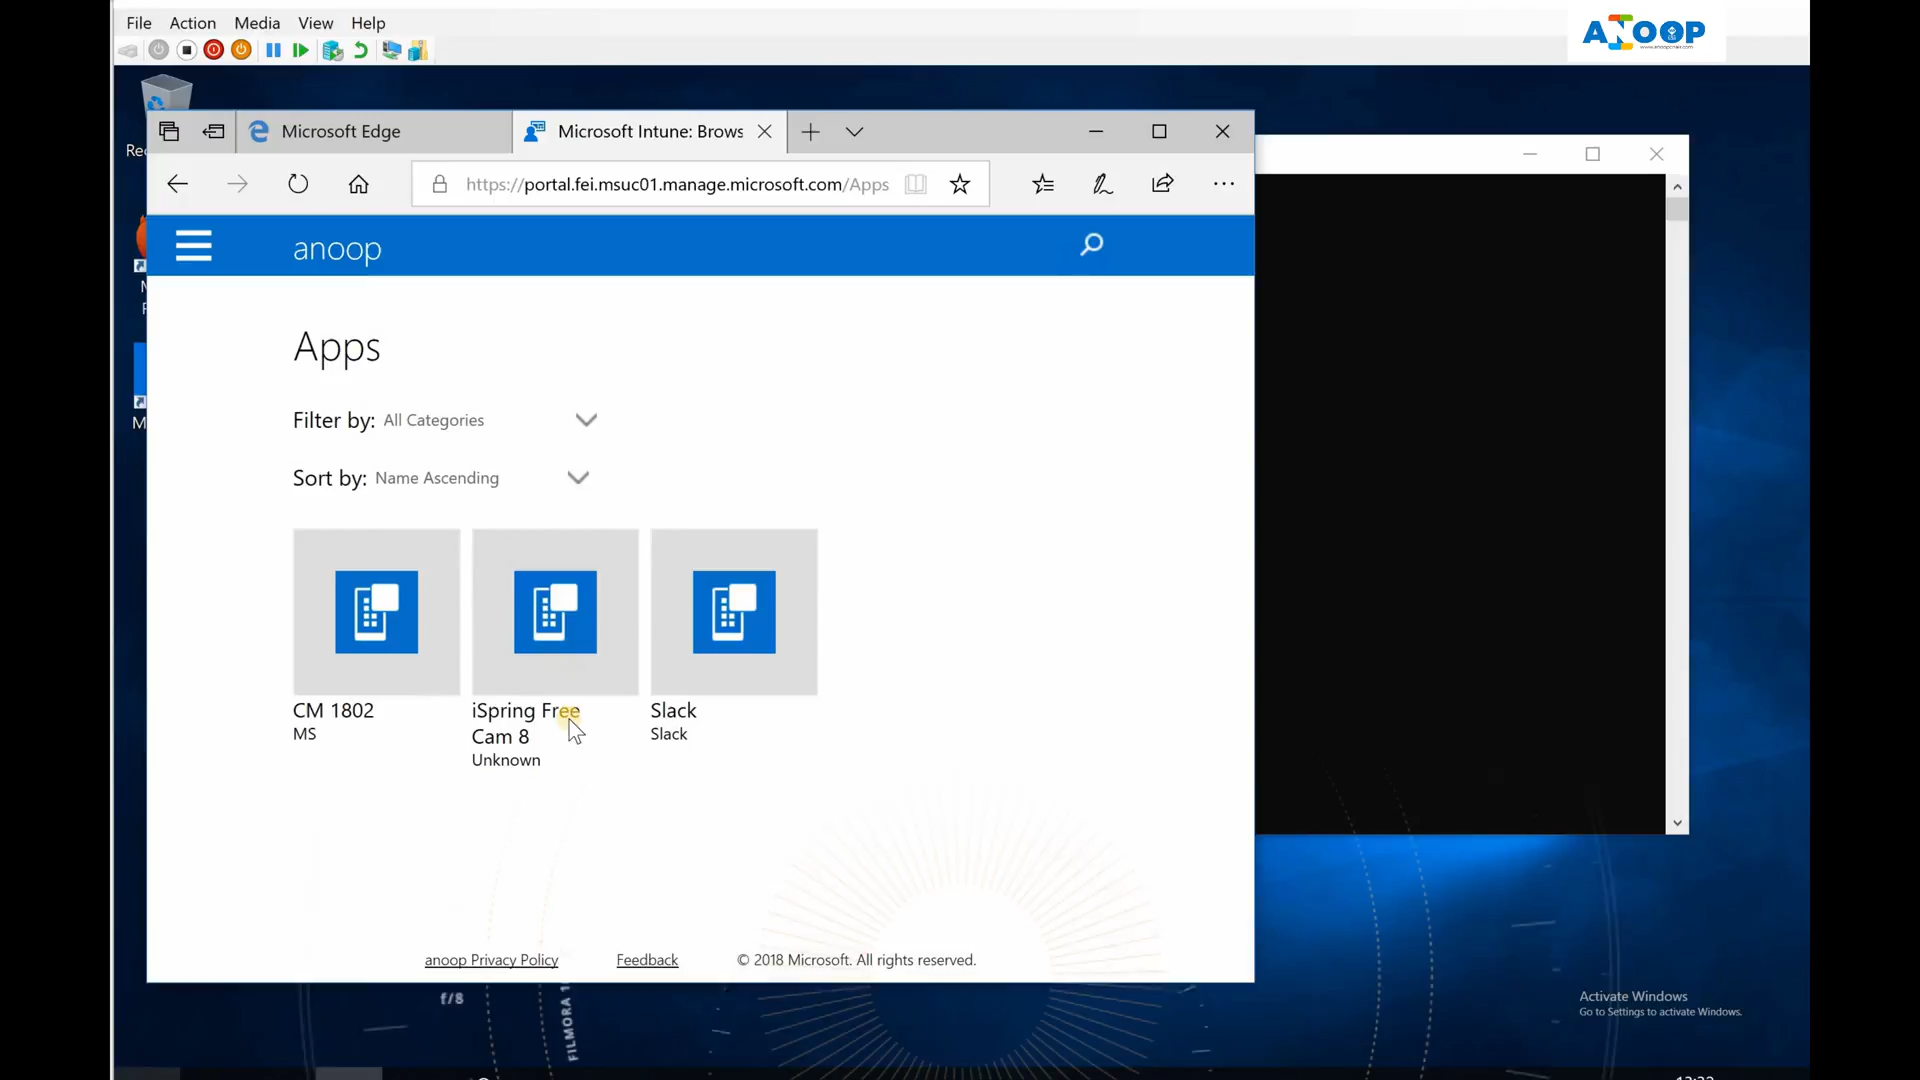 File Action Media View Help
ANOOP
www.anoopcnair.com
Microsoft Edge
Microsoft Intune: Brows
https://portal.fei.msuc01.manage.microsoft.com/Apps
anoop
Apps
Filter by: All Categories
Sort by: Name Ascending
CM 1802
MS
iSpring Free
Cam 8
Unknown
Slack
Slack
anoop Privacy Policy Feedback © 2018 Microsoft. All rights reserved.
f/8
FILMORA
Activate Windows
Go to Settings to activate Windows.